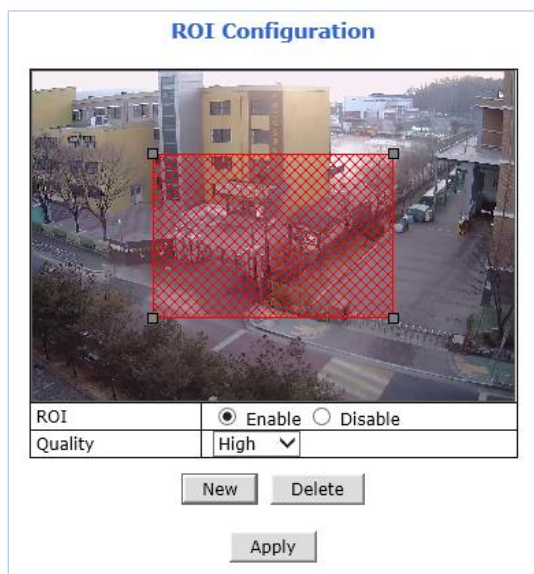 ROI Configuration
ROI Enable Disable
Quality High
New Delete
Apply